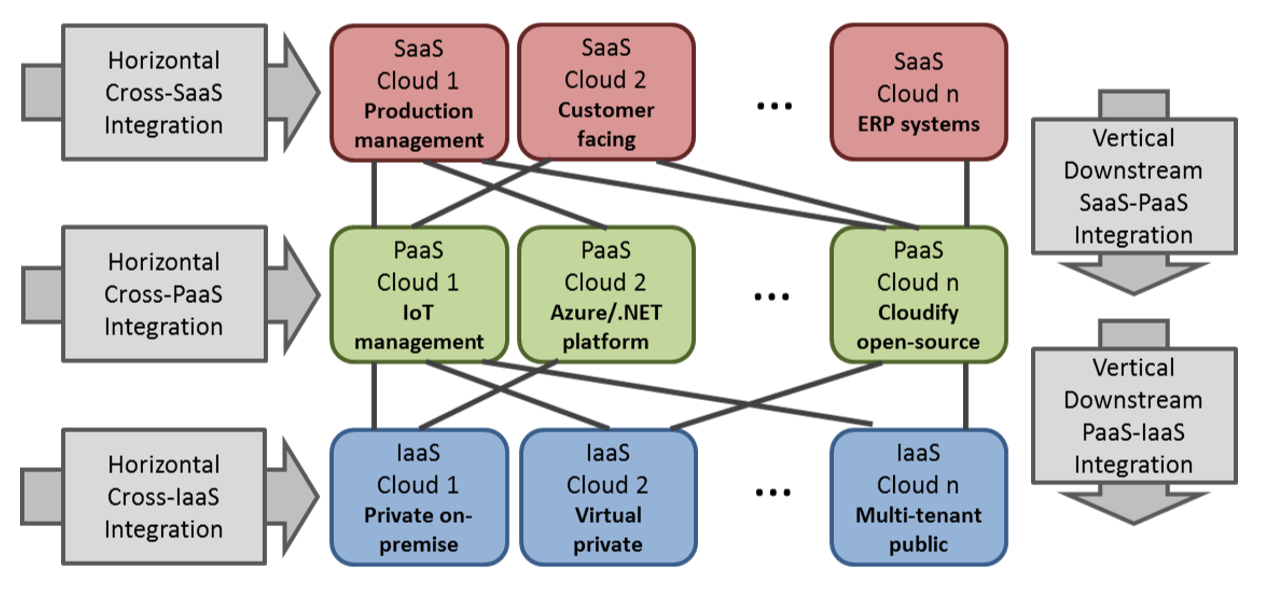 Horizontal
Cross-SaaS
Integration
SaaS
Cloud 1
Production
management
SaaS
Cloud 2
Customer
facing
...
SaaS
Cloud n
ERP systems
Vertical
Downstream
SaaS-PaaS
Integration
Horizontal
Cross-PaaS
Integration
PaaS
Cloud 1
IoT
management
PaaS
Cloud 2
Azure/.NET
platform
...
PaaS
Cloud n
Cloudify
open-source
Vertical
Downstream
PaaS-IaaS
Integration
Horizontal
Cross-IaaS
Integration
IaaS
Cloud 1
Private on-
premise
IaaS
Cloud 2
Virtual
private
...
IaaS
Cloud n
Multi-tenant
public